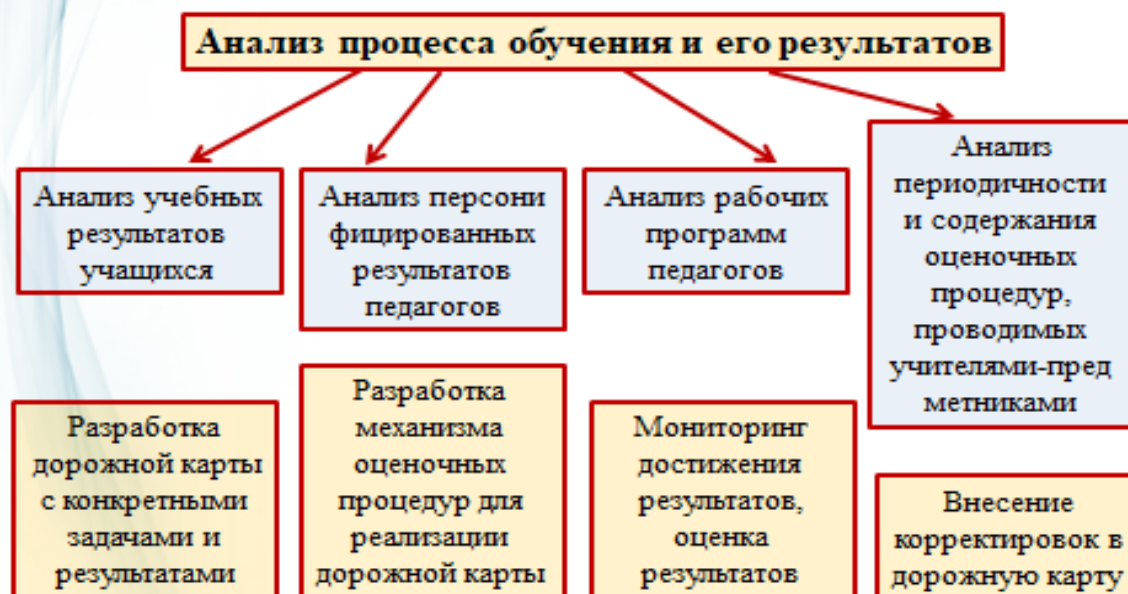 Анализ процесса обучения и его результатов
Анализ учебных
результатов
учащихся
Анализ персони
фицированных
результатов
педагогов
Анализ рабочих
программ
педагогов
Анализ
периодичности
и содержания
оценочных
процедур,
проводимых
учителями-пред
метниками
Разработка
дорожной карты
с конкретными
задачами и
результатами
Разработка
механизма
оценочных
процедур для
реализации
дорожной карты
Мониторинг
достижения
результатов,
оценка
результатов
Внесение
корректировок в
дорожную карту